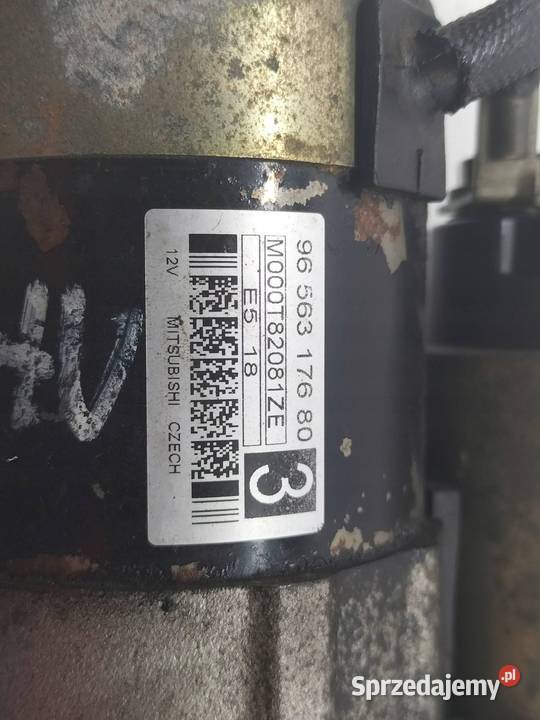 96 563 176 80
M000T82081ZE
E5 18
3
12V MITSUBISHI CZECH
Sprzedajemy.pl